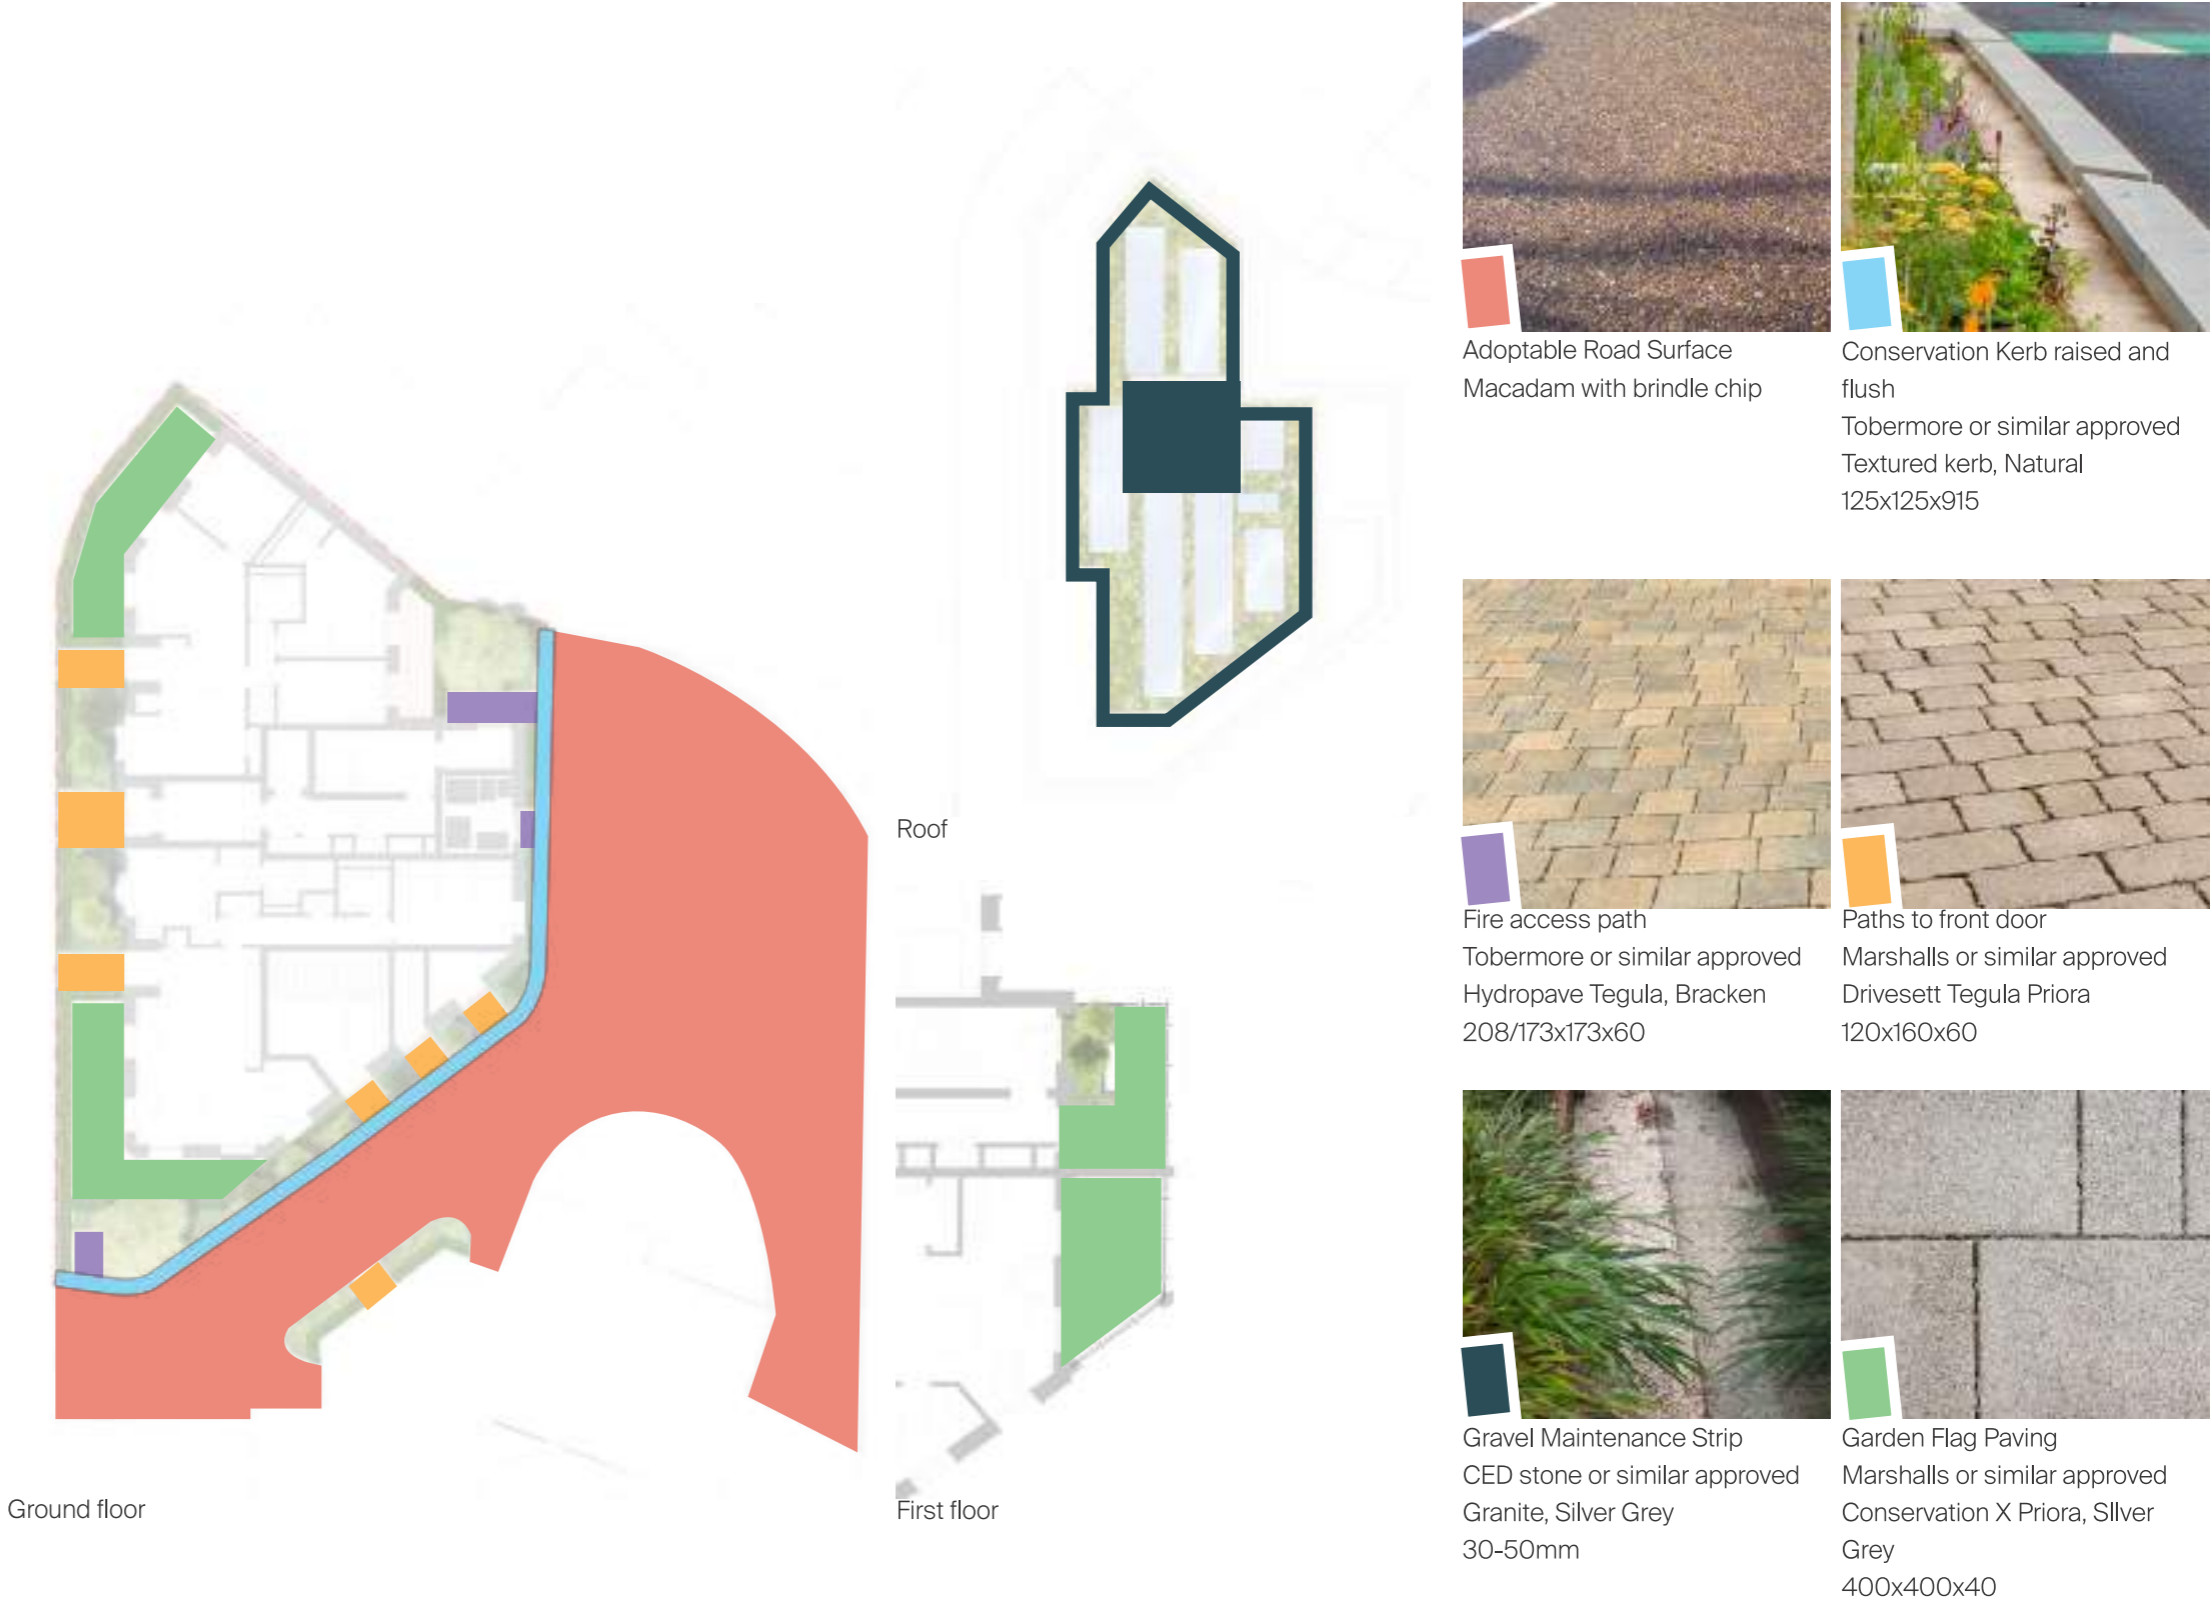 Roof
Ground floor
First floor
Adoptable Road Surface
Macadam with brindle chip
Conservation Kerb raised and
flush
Tobermore or similar approved
Textured kerb, Natural
125x125x915
Fire access path
Tobermore or similar approved
Hydropave Tegula, Bracken
208/173x173x60
Paths to front door
Marshalls or similar approved
Drivesett Tegula Priora
120x160x60
Gravel Maintenance Strip
CED stone or similar approved
Granite, Silver Grey
30-50mm
Garden Flag Paving
Marshalls or similar approved
Conservation X Priora, SIlver
Grey
400x400x40